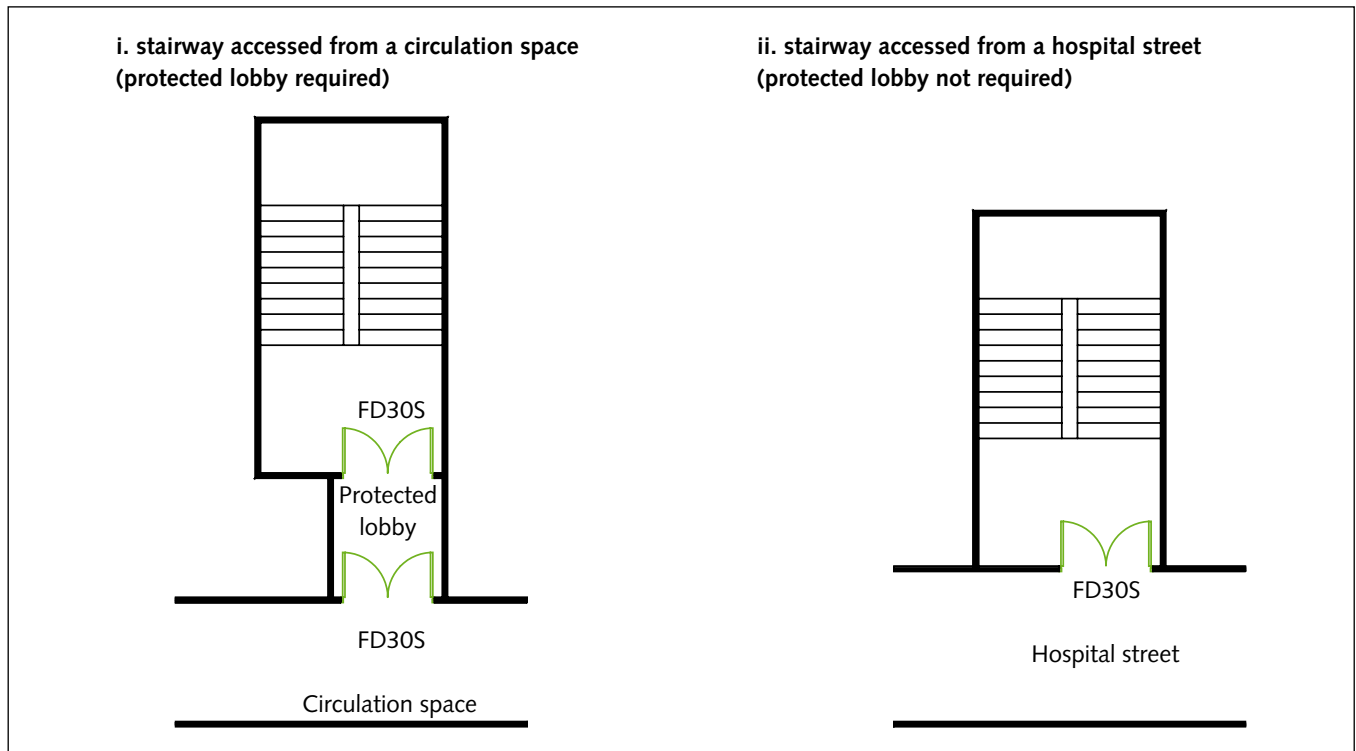 i. stairway accessed from a circulation space
(protected lobby required)
FD30S
Protected
lobby
FD30S
Circulation space
ii. stairway accessed from a hospital street
(protected lobby not required)
FD30S
Hospital street